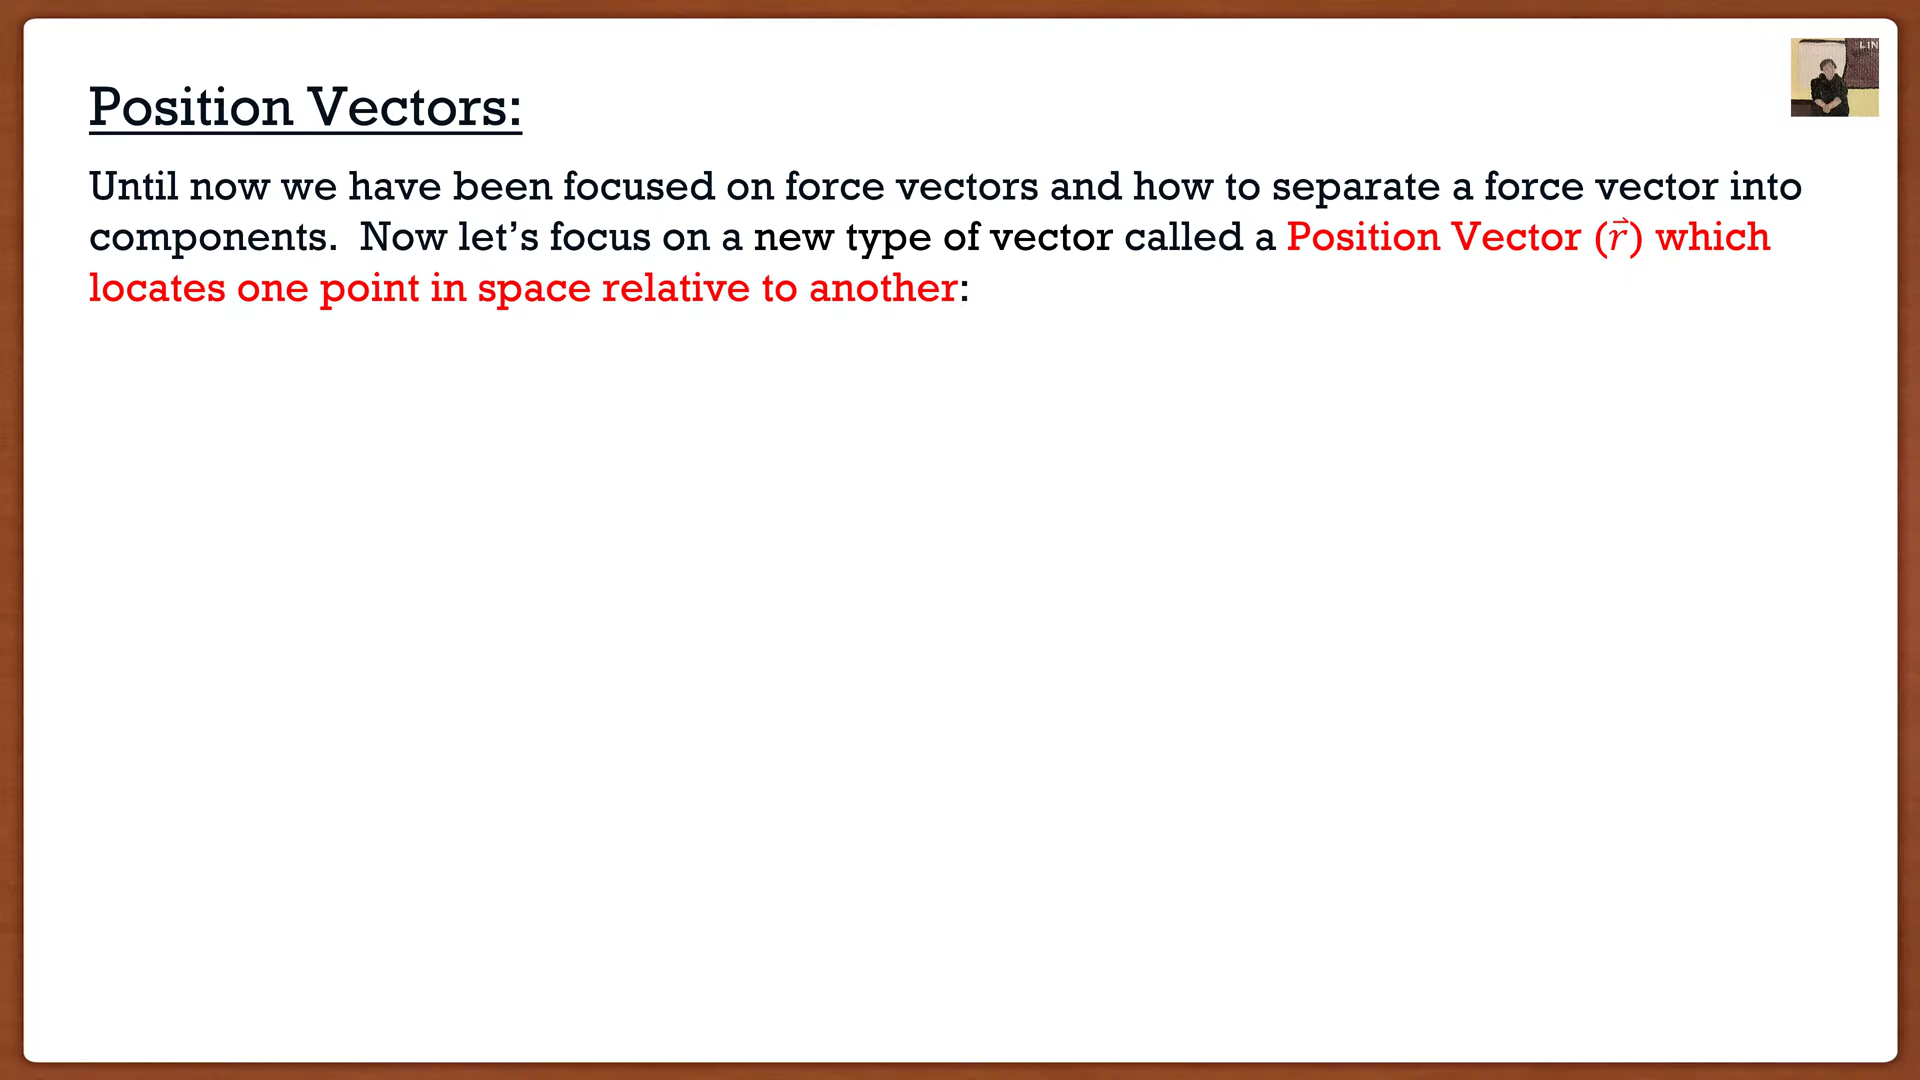 Position Vectors:
LIN
Until now we have been focused on force vectors and how to separate a force vector into
components.  Now let’s focus on a new type of vector called a Position Vector (r⃗) which
locates one point in space relative to another: